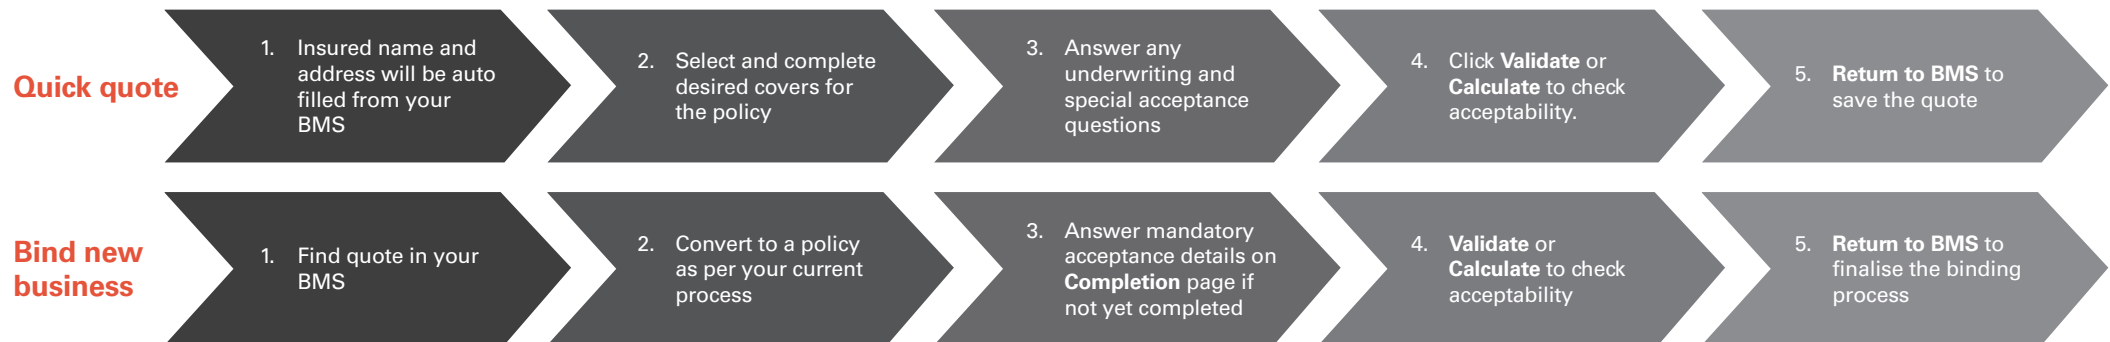 Quick quote
1. Insured name and
address will be auto
filled from your
BMS
2. Select and complete
desired covers for
the policy
3. Answer any
underwriting and
special acceptance
questions
4. Click Validate or
Calculate to check
acceptability.
5. Return to BMS to
save the quote
Bind new
business
1. Find quote in your
BMS
2. Convert to a policy
as per your current
process
3. Answer mandatory
acceptance details on
Completion page if
not yet completed
4. Validate or
Calculate to check
acceptability
5. Return to BMS to
finalise the binding
process